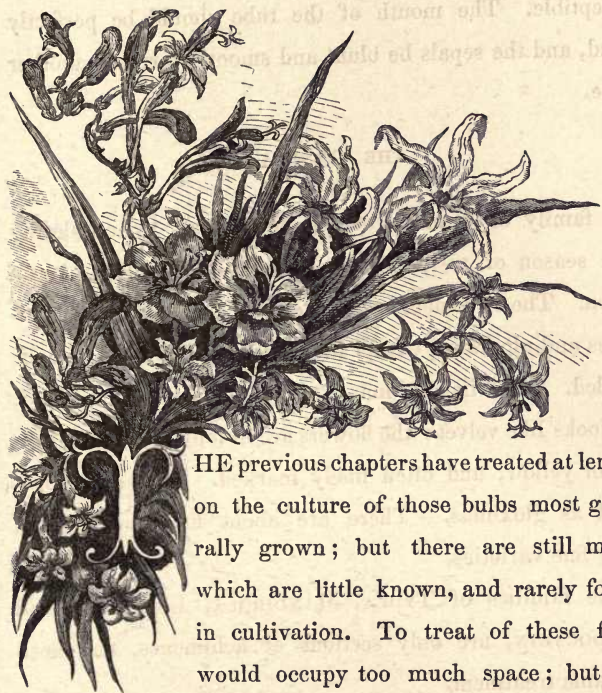 THE previous chapters have treated at len
on the culture of those bulbs most g
rally grown; but there are still m
which are little known, and rarely fo
in cultivation. To treat of these f
would occupy too much space; but